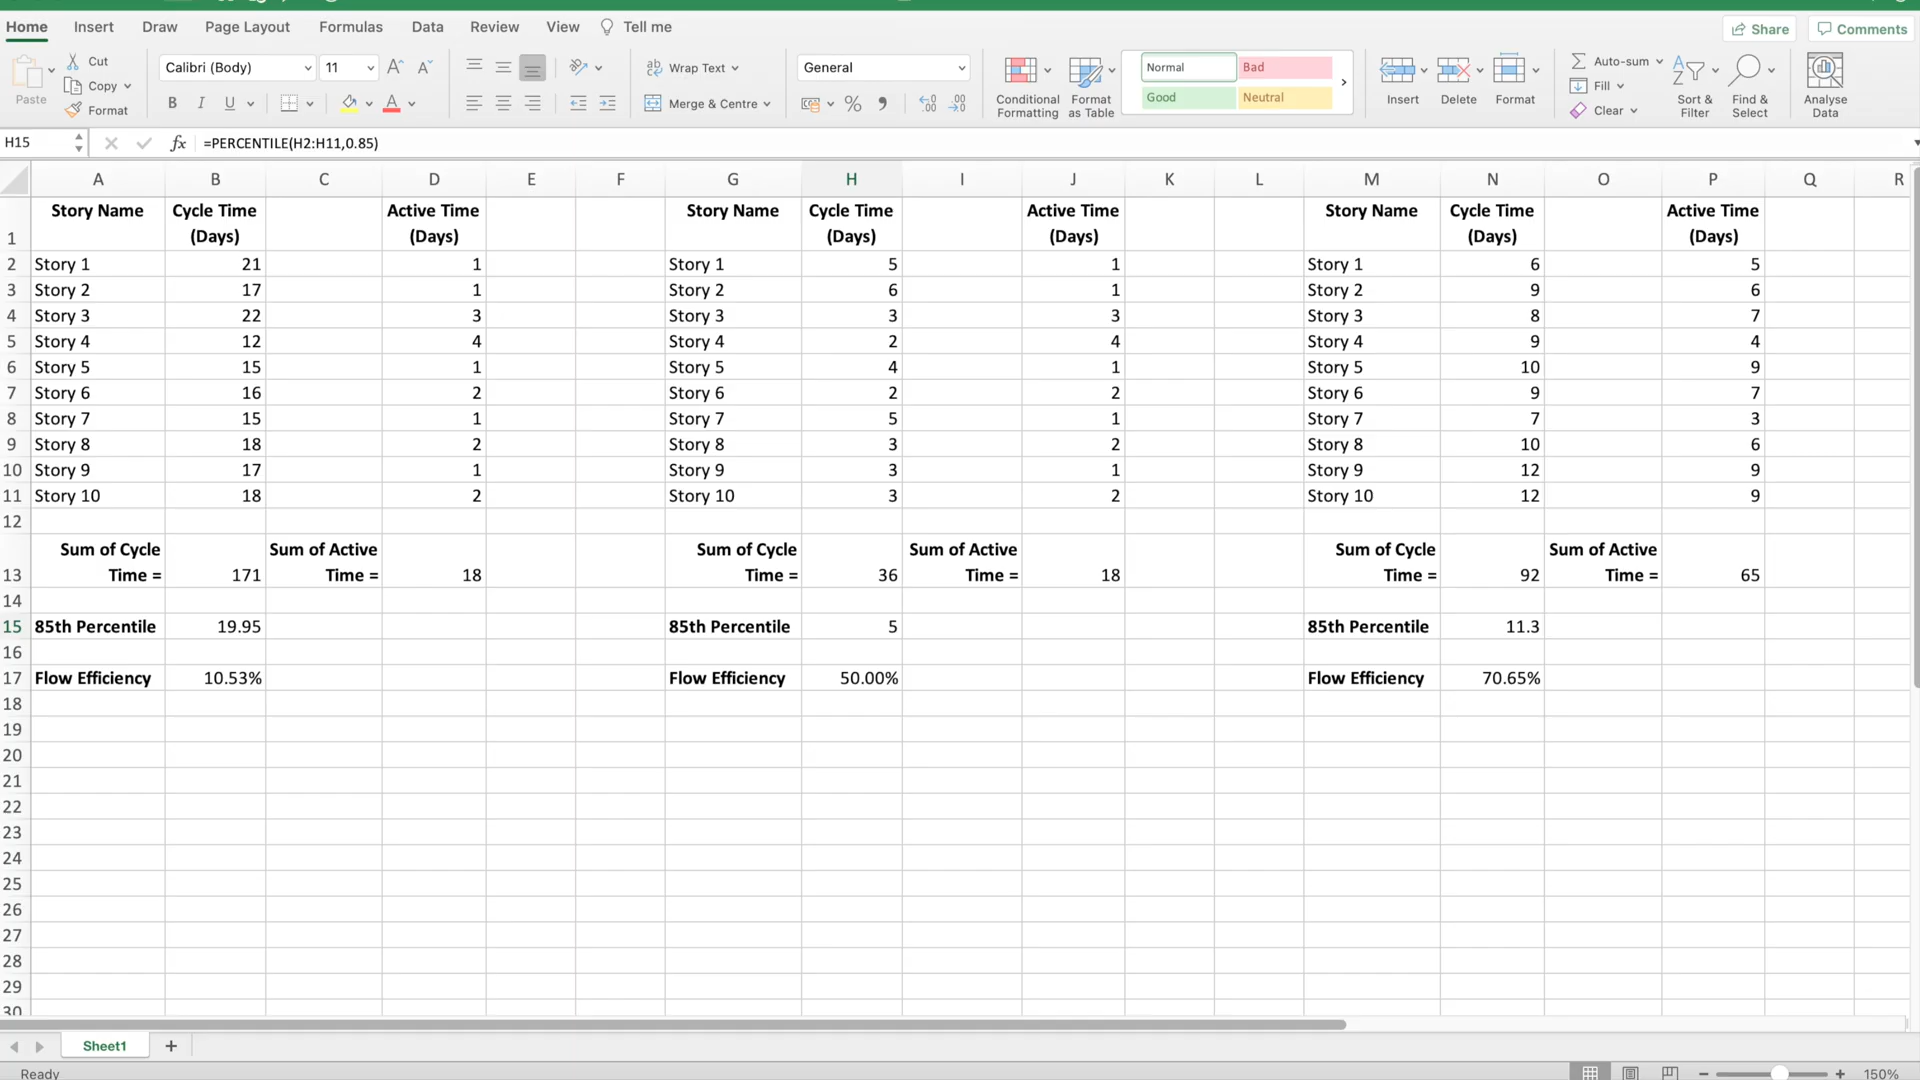 Home Insert Draw Page Layout Formulas Data Review View Tell me Share Comments
Paste Cut Copy Format
Calibri (Body) 11
B I U
Wrap Text
Merge & Centre
General
Conditional Formatting
Format as Table
Normal Bad
Good Neutral
Insert Delete Format
Auto-sum
Fill
Clear
Sort & Filter
Find & Select
Analyse Data
H15 fx =PERCENTILE(H2:H11,0.85)
A B C D E F G H I J K L M N O P Q R
1 Story Name Cycle Time (Days) Active Time (Days) Story Name Cycle Time (Days) Active Time (Days) Story Name Cycle Time (Days) Active Time (Days)
2 Story 1 21 1 Story 1 5 1 Story 1 6 5
3 Story 2 17 1 Story 2 6 1 Story 2 9 6
4 Story 3 22 3 Story 3 3 3 Story 3 8 7
5 Story 4 12 4 Story 4 2 4 Story 4 9 4
6 Story 5 15 1 Story 5 4 1 Story 5 10 9
7 Story 6 16 2 Story 6 2 2 Story 6 9 7
8 Story 7 15 1 Story 7 5 1 Story 7 7 3
9 Story 8 18 2 Story 8 3 2 Story 8 10 6
10 Story 9 17 1 Story 9 3 1 Story 9 12 9
11 Story 10 18 2 Story 10 3 2 Story 10 12 9
12
13 Sum of Cycle Time = 171 Sum of Active Time = 18 Sum of Cycle Time = 36 Sum of Active Time = 18 Sum of Cycle Time = 92 Sum of Active Time = 65
14
15 85th Percentile 19.95 85th Percentile 5 85th Percentile 11.3
16
17 Flow Efficiency 10.53% Flow Efficiency 50.00% Flow Efficiency 70.65%
18
19
20
21
22
23
24
25
26
27
28
29
30
Sheet1
Ready 150%